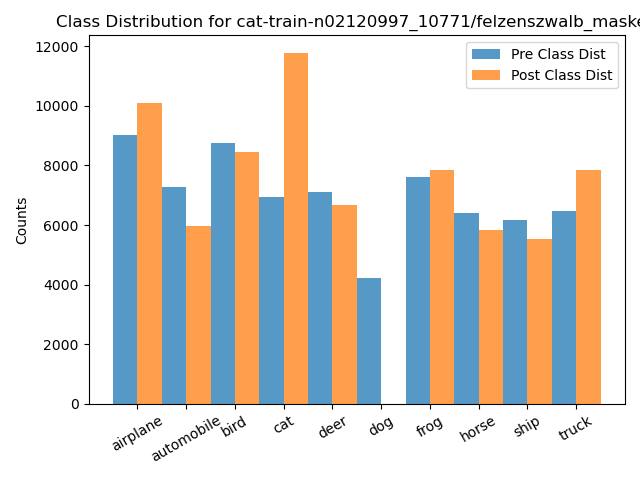 Class Distribution for cat-train-n02120997_10771/felzenszwalb_maske
Pre Class Dist
Post Class Dist
12000
10000
8000
6000
4000
2000
0
Counts
airplane
automobile
bird
cat
deer
dog
frog
horse
ship
truck